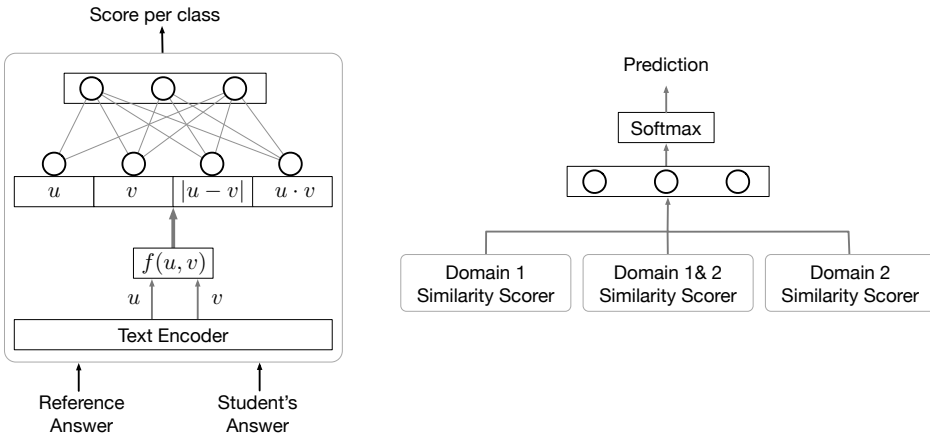 Score per class
u
v
|u − v|
u · v
f(u, v)
u
v
Text Encoder
Reference
Answer
Student's
Answer
Prediction
Softmax
Domain 1
Similarity Scorer
Domain 1& 2
Similarity Scorer
Domain 2
Similarity Scorer